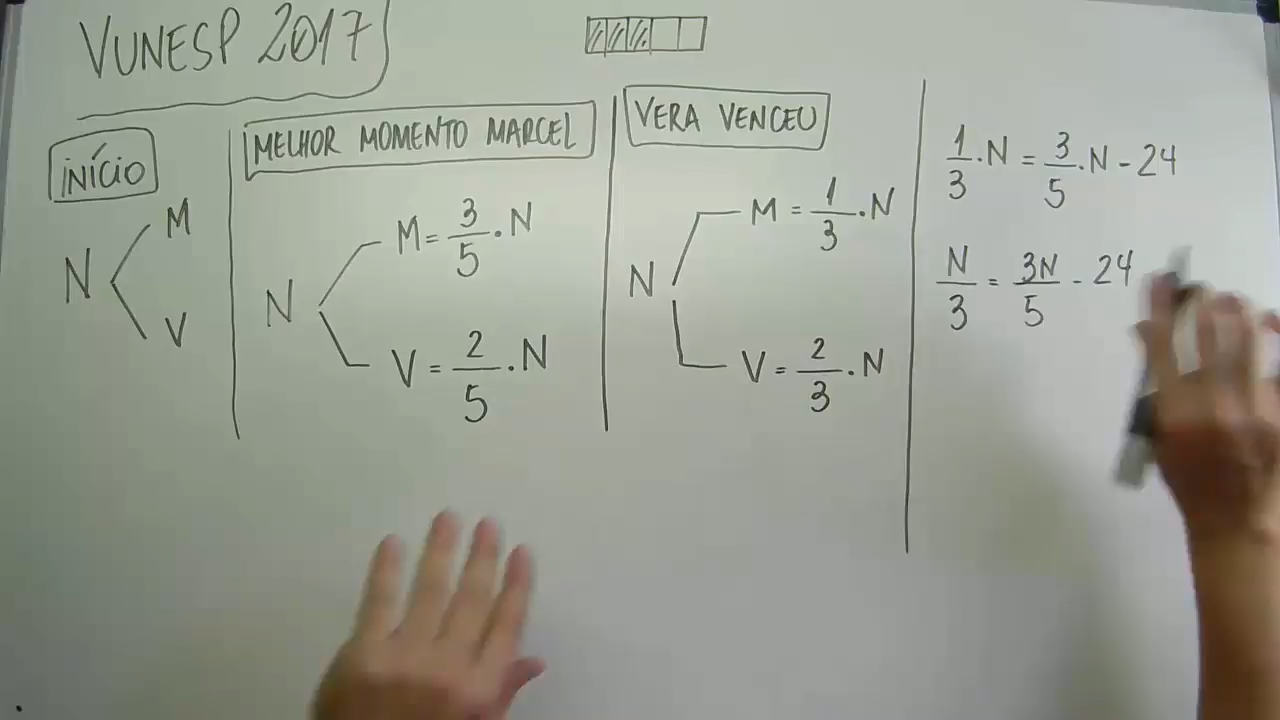 VUNESP 2017
INÍCIO
N
M
V
MELHOR MOMENTO MARCEL
N
M = 3/5 . N
V = 2/5 . N
VERA VENCEU
N
M = 1/3 . N
V = 2/3 . N
1/3 . N = 3/5 . N - 24
N/3 = 3N/5 - 24